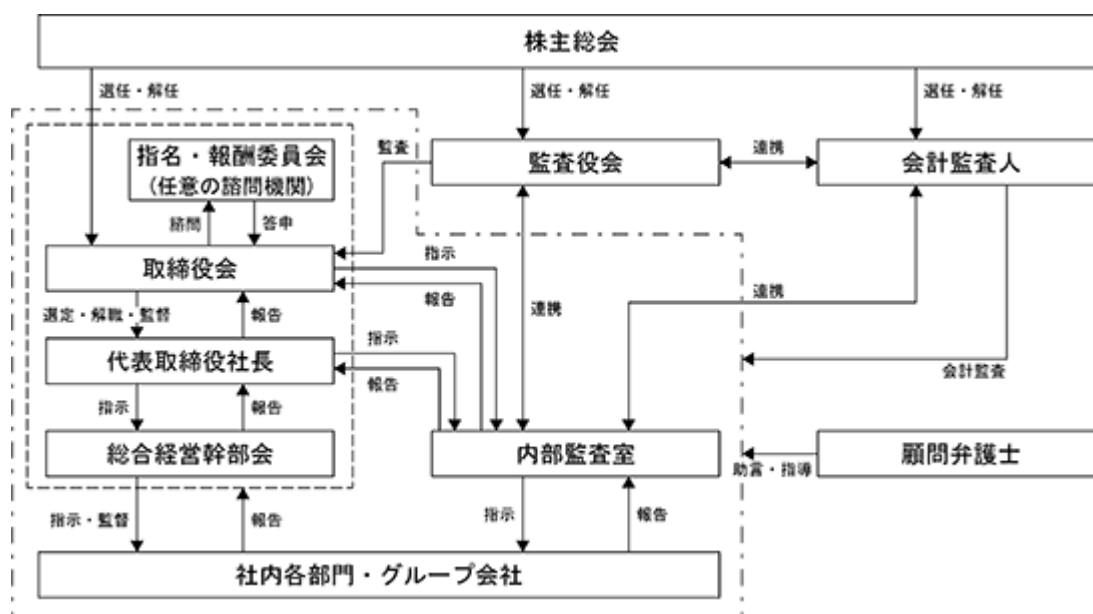 株主総会
選任・解任
選任・解任
選任・解任
指名・報酬委員会
(任意の諮問機関)
監査
監査役会
連携
会計監査人
諮問
答申
取締役会
指示
報告
連携
連携
選定・解職・監督
報告
代表取締役社長
指示
報告
会計監査
指示
報告
総合経営幹部会
内部監査室
顧問弁護士
助言・指導
指示・監督
報告
指示
報告
社内各部門・グループ会社